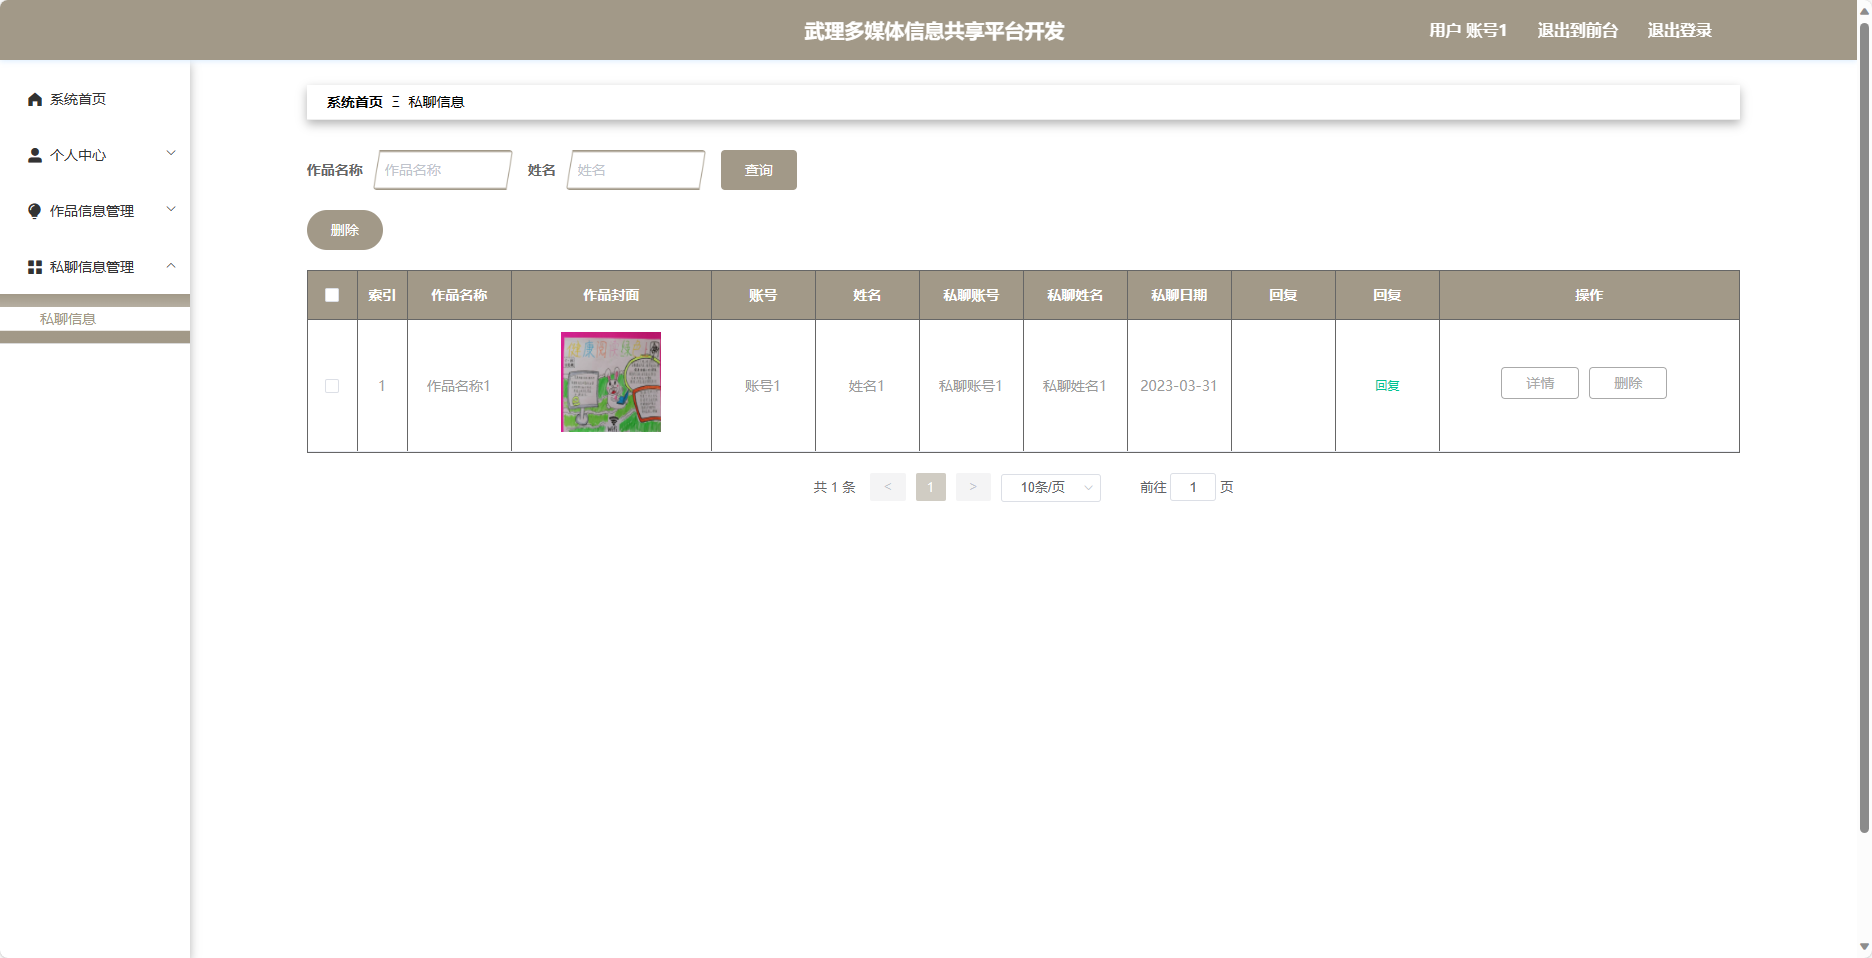 武理多媒体信息共享平台开发
用户 账号1 退出到前台 退出登录
系统首页
个人中心
作品信息管理
私聊信息管理
私聊信息
系统首页 Ξ 私聊信息
作品名称 作品名称 姓名 姓名 查询
删除
索引 作品名称 作品封面 账号 姓名 私聊账号 私聊姓名 私聊日期 回复 回复 操作
1 作品名称1 账号1 姓名1 私聊账号1 私聊姓名1 2023-03-31 回复 详情 删除
共 1 条 < 1 > 10条/页 前往 1 页